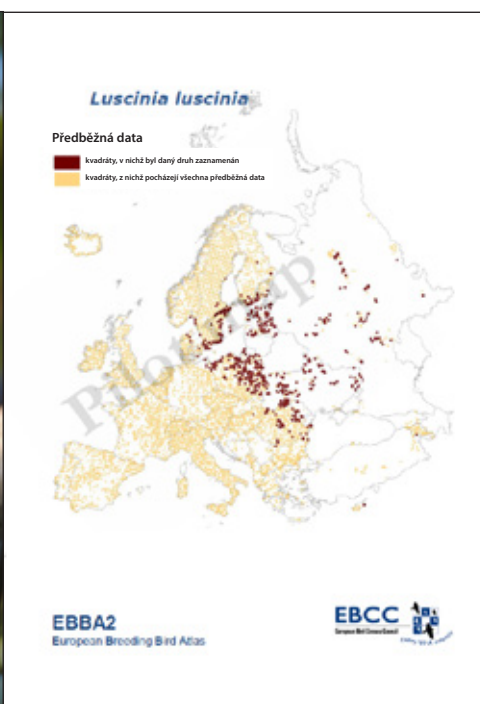 Luscinia luscinia
Předběžná data
kvadráty, v nichž byl daný druh zaznamenán
kvadráty, z nichž pocházejí všechna předběžná data
Pilot map
EBBA2
European Breeding Bird Atlas
EBCC
European Bird Census Council